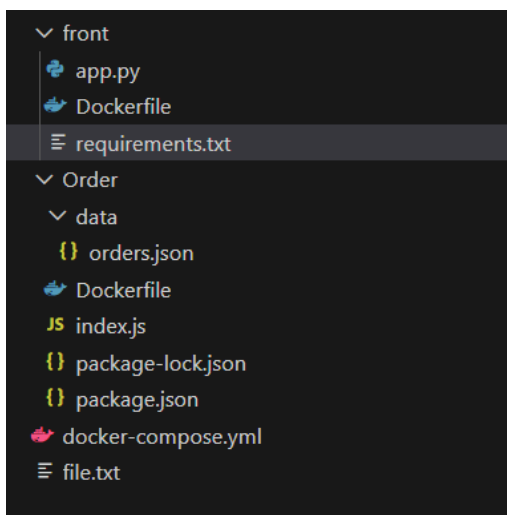 front
app.py
Dockerfile
requirements.txt
Order
data
{} orders.json
Dockerfile
JS index.js
{} package-lock.json
{} package.json
docker-compose.yml
file.txt